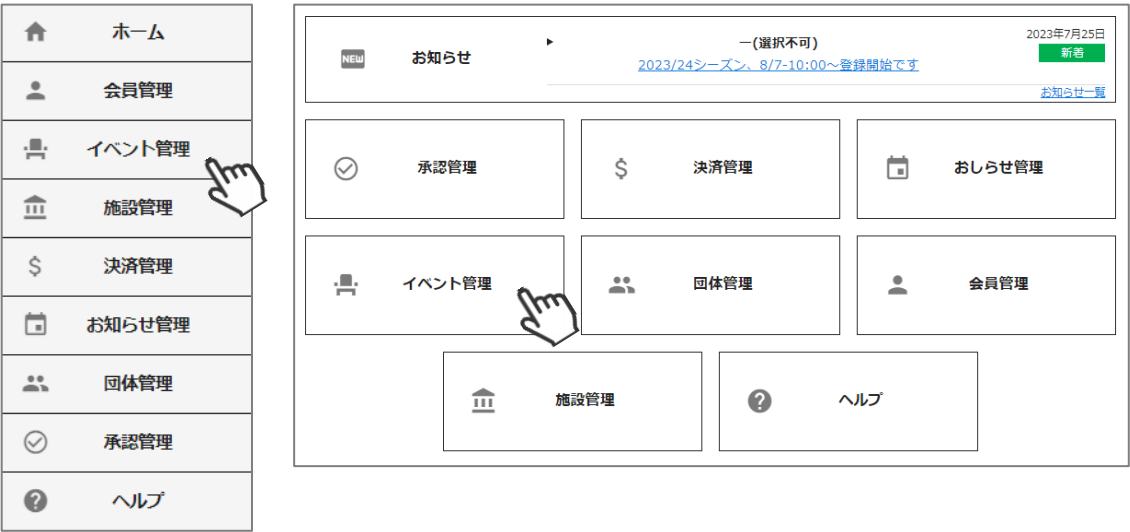 ホーム
会員管理
イベント管理
施設管理
$
決済管理
お知らせ管理
団体管理
承認管理
?
ヘルプ
NEW
お知らせ
ー(選択不可)
2023/24シーズン、8/7-10:00～登録開始です
2023年7月25日
新着
お知らせ一覧
承認管理
$
決済管理
おしらせ管理
イベント管理
団体管理
会員管理
施設管理
?
ヘルプ